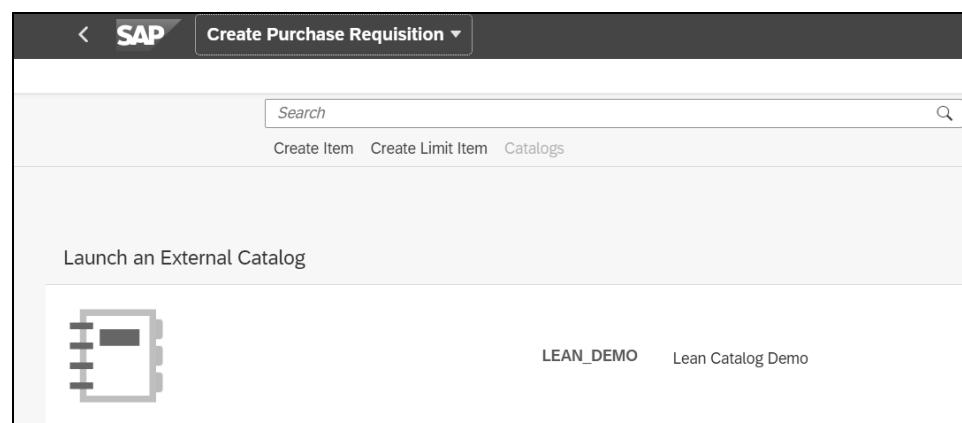 SAP Create Purchase Requisition
Search
Create Item Create Limit Item Catalogs
Launch an External Catalog
LEAN_DEMO Lean Catalog Demo